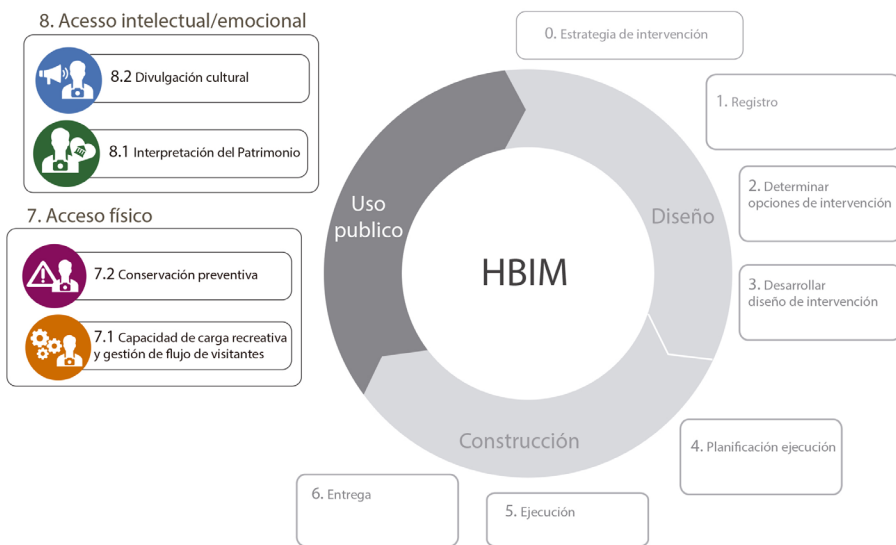 8. Acesso intelectual/emocional
8.2 Divulgación cultural
8.1 Interpretación del Patrimonio
7. Acceso físico
7.2 Conservación preventiva
7.1 Capacidad de carga recreativa
y gestión de flujo de visitantes
0. Estrategia de intervención
1. Registro
2. Determinar
opciones de intervención
3. Desarrollar
diseño de intervención
4. Planificación ejecución
5. Ejecución
6. Entrega
Uso
publico
Diseño
HBIM
Construcción